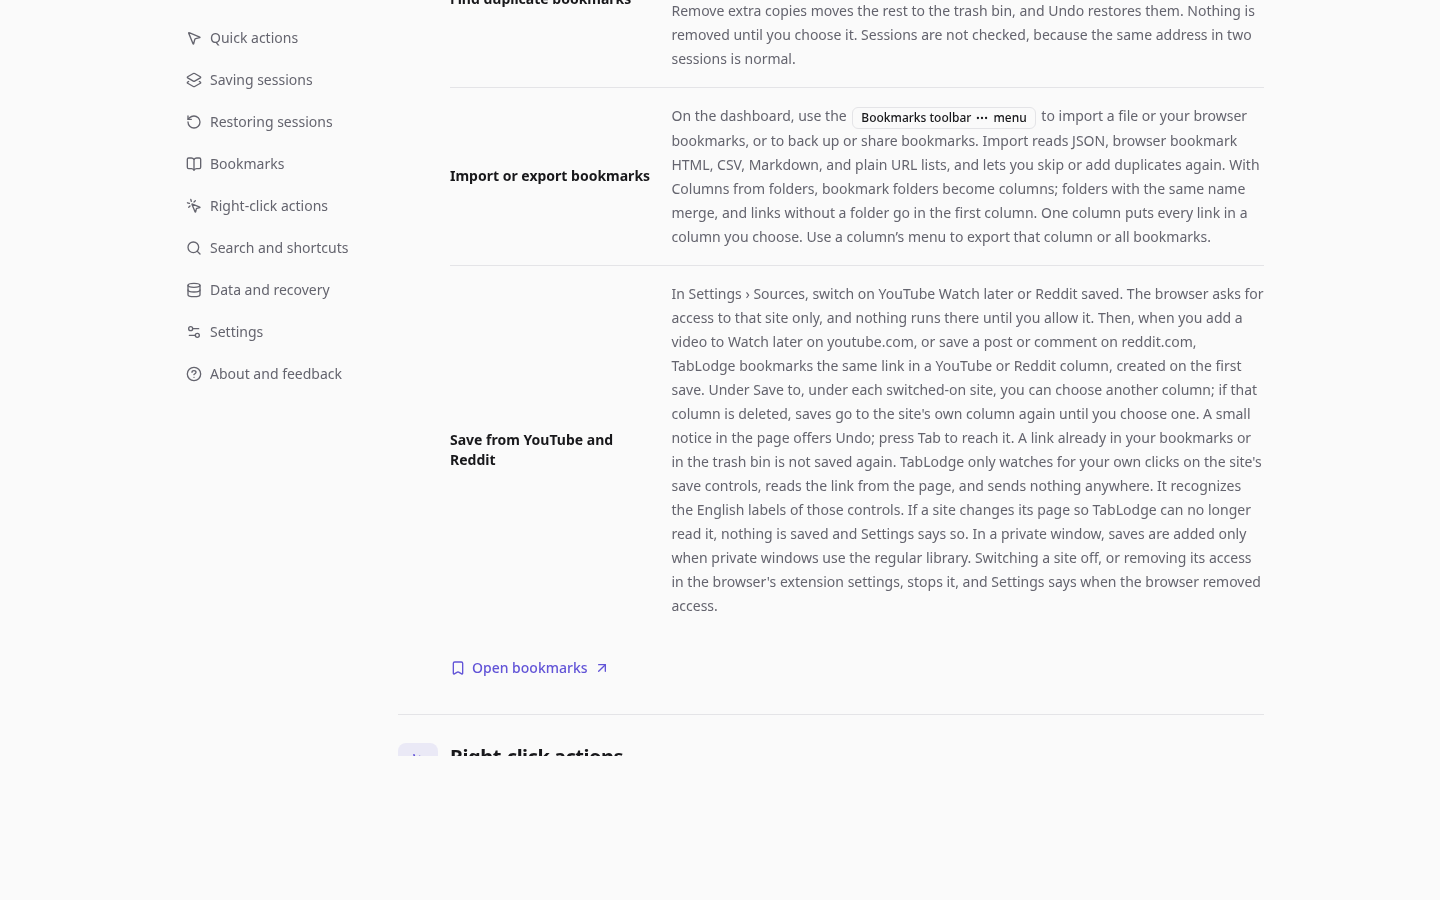 Quick actions
Saving sessions
Restoring sessions
Bookmarks
Right-click actions
Search and shortcuts
Data and recovery
Settings
About and feedback
Find duplicate bookmarks
Remove extra copies moves the rest to the trash bin, and Undo restores them. Nothing is
removed until you choose it. Sessions are not checked, because the same address in two
sessions is normal.
Import or export bookmarks
On the dashboard, use the Bookmarks toolbar ··· menu to import a file or your browser
bookmarks, or to back up or share bookmarks. Import reads JSON, browser bookmark
HTML, CSV, Markdown, and plain URL lists, and lets you skip or add duplicates again. With
Columns from folders, bookmark folders become columns; folders with the same name
merge, and links without a folder go in the first column. One column puts every link in a
column you choose. Use a column’s menu to export that column or all bookmarks.
Save from YouTube and
Reddit
In Settings › Sources, switch on YouTube Watch later or Reddit saved. The browser asks for
access to that site only, and nothing runs there until you allow it. Then, when you add a
video to Watch later on youtube.com, or save a post or comment on reddit.com,
TabLodge bookmarks the same link in a YouTube or Reddit column, created on the first
save. Under Save to, under each switched-on site, you can choose another column; if that
column is deleted, saves go to the site's own column again until you choose one. A small
notice in the page offers Undo; press Tab to reach it. A link already in your bookmarks or
in the trash bin is not saved again. TabLodge only watches for your own clicks on the site's
save controls, reads the link from the page, and sends nothing anywhere. It recognizes
the English labels of those controls. If a site changes its page so TabLodge can no longer
read it, nothing is saved and Settings says so. In a private window, saves are added only
when private windows use the regular library. Switching a site off, or removing its access
in the browser's extension settings, stops it, and Settings says when the browser removed
access.
Open bookmarks
Right-click actions